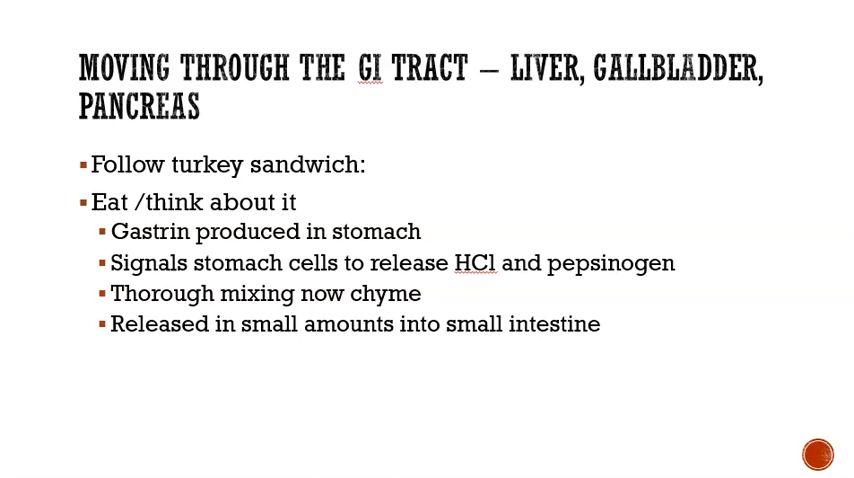 MOVING THROUGH THE GI TRACT – LIVER, GALLBLADDER,
PANCREAS
Follow turkey sandwich:
Eat /think about it
Gastrin produced in stomach
Signals stomach cells to release HCl and pepsinogen
Thorough mixing now chyme
Released in small amounts into small intestine